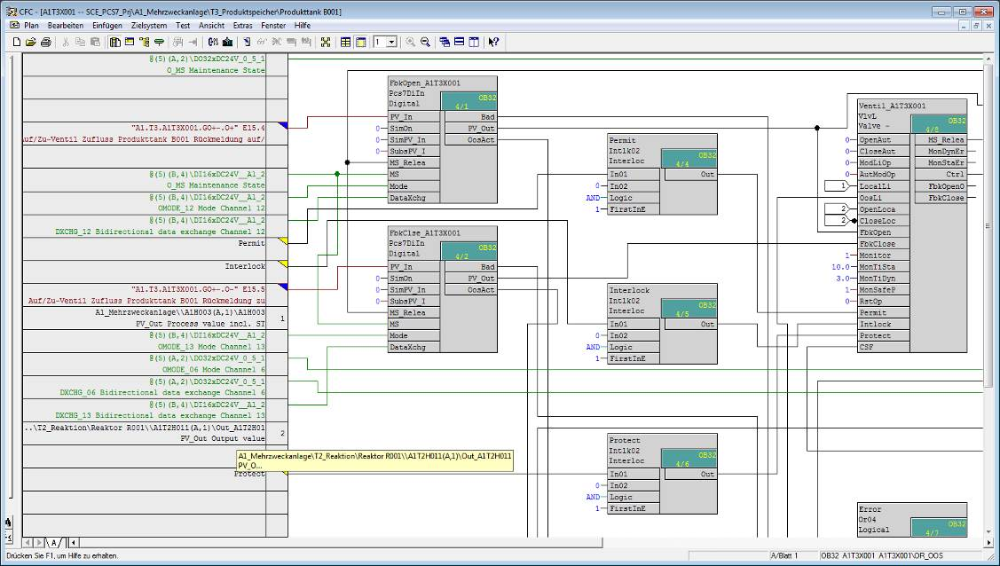 CFC - [A1T3X001 -- SCE_PCS7_Prj\A1_Mehrzweckanlage\T3_Produktspeicher\Produkttank B001]
Plan Bearbeiten Einfügen Zielsystem Test Ansicht Extras Fenster Hilfe
1
@(5)(A,2)\DO32xDC24V_0_5_1
O_MS Maintenance State
"A1.T3.A1T3X001.GO+-.O+" E15.4
uf/Zu-Ventil Zufluss Produkttank B001 Rückmeldung auf/
@(5)(B,4)\DI16xDC24V__A1_2
O_MS Maintenance State
@(5)(B,4)\DI16xDC24V__A1_2
OMODE_12 Mode Channel 12
@(5)(B,4)\DI16xDC24V__A1_2
DXCHG_12 Bidirectional data exchange Channel 12
Permit
Interlock
"A1.T3.A1T3X001.GO+-.O-" E15.5
Auf/Zu-Ventil Zufluss Produkttank B001 Rückmeldung zu
A1_Mehrzweckanlage\\A1H003(A,1)\A1H003
PV_Out Process value incl. SI
1
@(5)(B,4)\DI16xDC24V__A1_2
OMODE_13 Mode Channel 13
@(5)(A,2)\DO32xDC24V_0_5_1
OMODE_06 Mode Channel 6
@(5)(A,2)\DO32xDC24V_0_5_1
DXCHG_06 Bidirectional data exchange Channel 6
@(5)(B,4)\DI16xDC24V__A1_2
DXCHG_13 Bidirectional data exchange Channel 13
..\T2_Reaktion\Reaktor R001\\A1T2H011(A,1)\Out_A1T2H01
PV_Out Output value
2
A1_Mehrzweckanlage\T2_Reaktion\Reaktor R001\\A1T2H011(A,1)\Out_A1T2H011
PV_O...
Protect
FbkOpen_A1T3X001
Pcs7DiIn
Digital
OB32
4/1
PV_In Bad
0 SimOn PV_Out
0 SimPV_In OosAct
0 SubsPV_I
MS_Relea
MS
Mode
DataXchg
FbkClse_A1T3X001
Pcs7DiIn
Digital
OB32
4/2
PV_In Bad
0 SimOn PV_Out
0 SimPV_In OosAct
0 SubsPV_I
MS_Relea
MS
Mode
DataXchg
Permit
Intlk02
Interloc
OB32
4/4
In01 Out
0 In02
AND Logic
1 FirstInE
Interlock
Intlk02
Interloc
OB32
4/5
In01 Out
0 In02
AND Logic
1 FirstInE
Protect
Intlk02
Interloc
OB32
4/6
In01 Out
0 In02
AND Logic
1 FirstInE
Ventil_A1T3X001
VlvL
Valve -
OB32
4/8
0 OpenAut MS_Relea
0 CloseAut MonDynEr
0 ModLiOp MonStaEr
0 AutModOp Ctrl
1 LocalLi FbkOpenO
OosLi FbkClose
2 OpenLoca
2 CloseLoc
FbkOpen
FbkClose
1 Monitor
10.0 MonTiSta
3.0 MonTiDyn
1 MonSafeP
0 RstOp
Permit
Intlock
Protect
CSF
Error
Or04
Logical
OB32
4/7
A
Drücken Sie F1, um Hilfe zu erhalten.
A/Blatt 1
OB32 A1T3X001 A1T3X001\OR_OOS